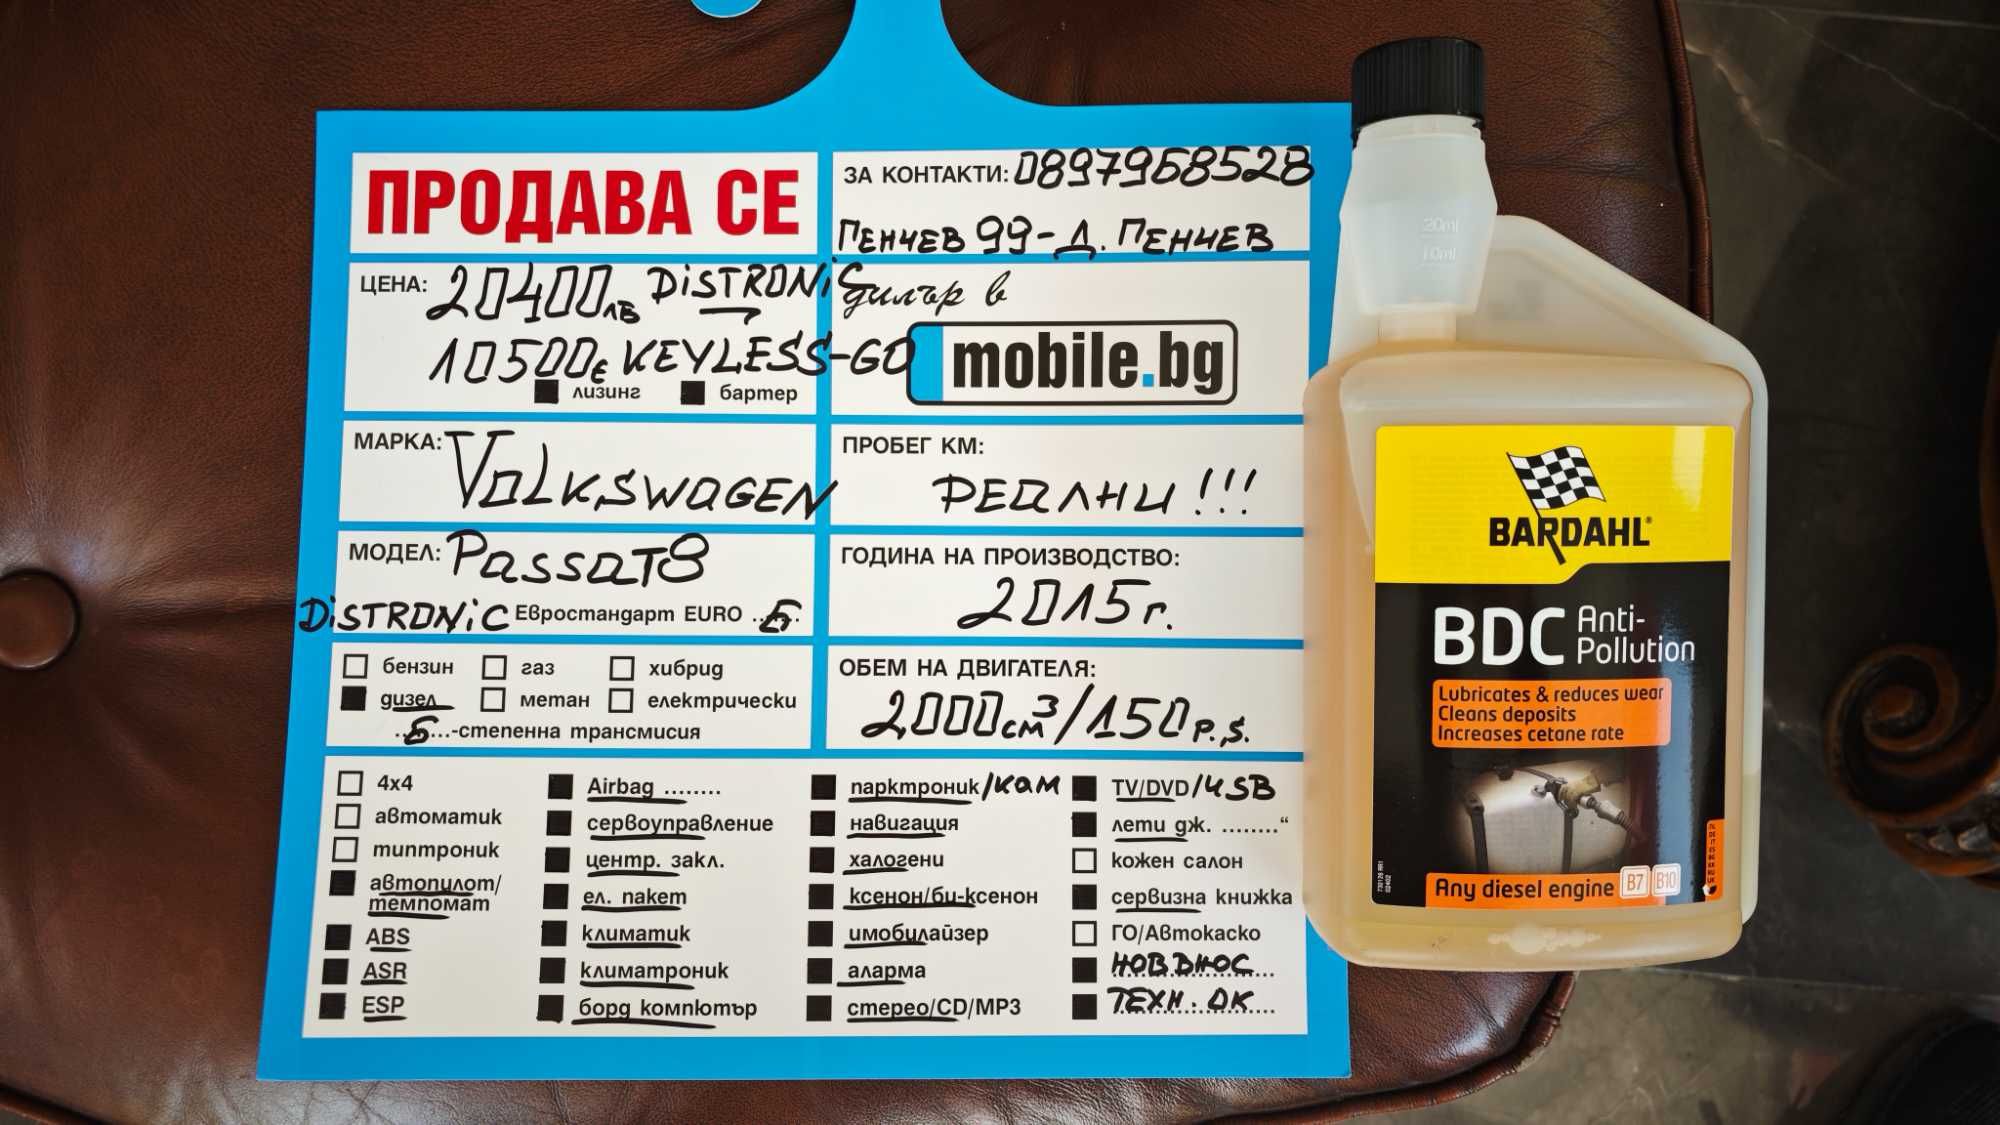 ПРОДАВА СЕ
ЗА КОНТАКТИ: 0897968528
ПЕНЧЕВ 99 - Д. ПЕНЧЕВ
ЦЕНА: 20400лв DiSTRONiC
10500€ KEYLESS-GO
лизинг бартер
дилър в
mobile.bg
МАРКА: VOLKSWAGEN
ПРОБЕГ КМ:
РЕАЛНИ!!!
МОДЕЛ: PASSAT8
DiSTRONiC Евростандарт EURO ..6..
ГОДИНА НА ПРОИЗВОДСТВО:
2015г.
бензин газ хибрид
дизел метан електрически
..6..-степенна трансмисия
ОБЕМ НА ДВИГАТЕЛЯ:
2000см³/150P.S.
4x4
автоматик
типтроник
автопилот/
темпомат
ABS
ASR
ESP
Airbag ........
сервоуправление
центр. закл.
ел. пакет
климатик
климатроник
борд компютър
парктроник/КАМ
навигация
халогени
ксенон/би-ксенон
имобилайзер
аларма
стерео/CD/MP3
TV/DVD/USB
лети дж. ........"
кожен салон
сервизна книжка
ГО/Автокаско
НОВ ВНОС
ТЕХН. ОК
20ml
10ml
BARDAHL®
BDC Anti-
Pollution
Lubricates & reduces wear
Cleans deposits
Increases cetane rate
Any diesel engine B7 B10